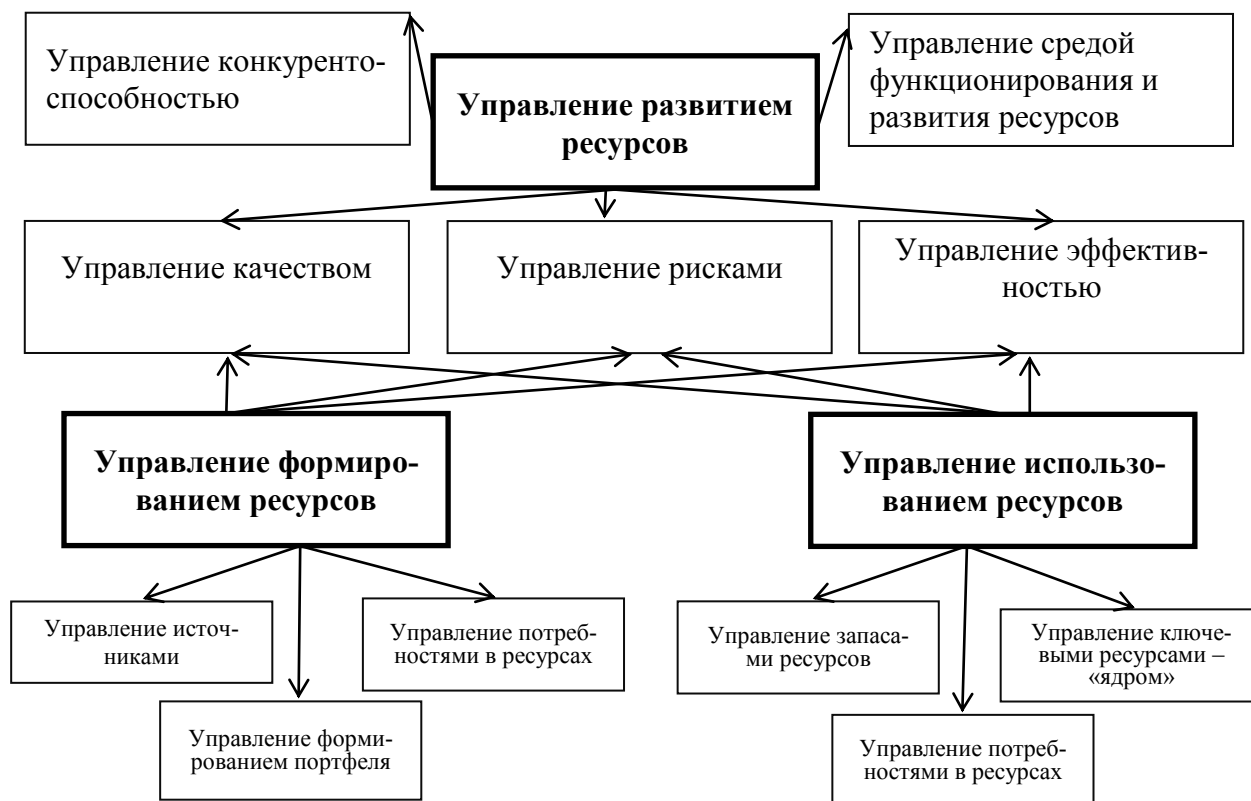 Управление конкуренто-
способностью
Управление развитием
ресурсов
Управление средой
функционирования и
развития ресурсов
Управление качеством
Управление рисками
Управление эффектив-
ностью
Управление формиро-
ванием ресурсов
Управление использо-
ванием ресурсов
Управление источ-
никами
Управление потреб-
ностями в ресурсах
Управление запаса-
ми ресурсов
Управление ключе-
выми ресурсами –
«ядром»
Управление форми-
рованием портфеля
Управление потреб-
ностями в ресурсах